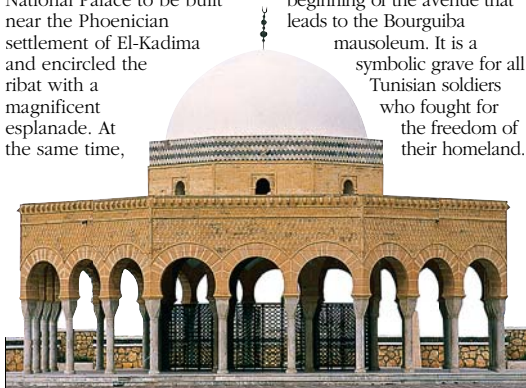 National Palace to be built
near the Phoenician
settlement of El-Kadima
and encircled the
ribat with a
magnificent
esplanade. At
the same time,
beginning of the avenue that
leads to the Bourguiba
mausoleum. It is a
symbolic grave for all
Tunisian soldiers
who fought for
the freedom of
their homeland.